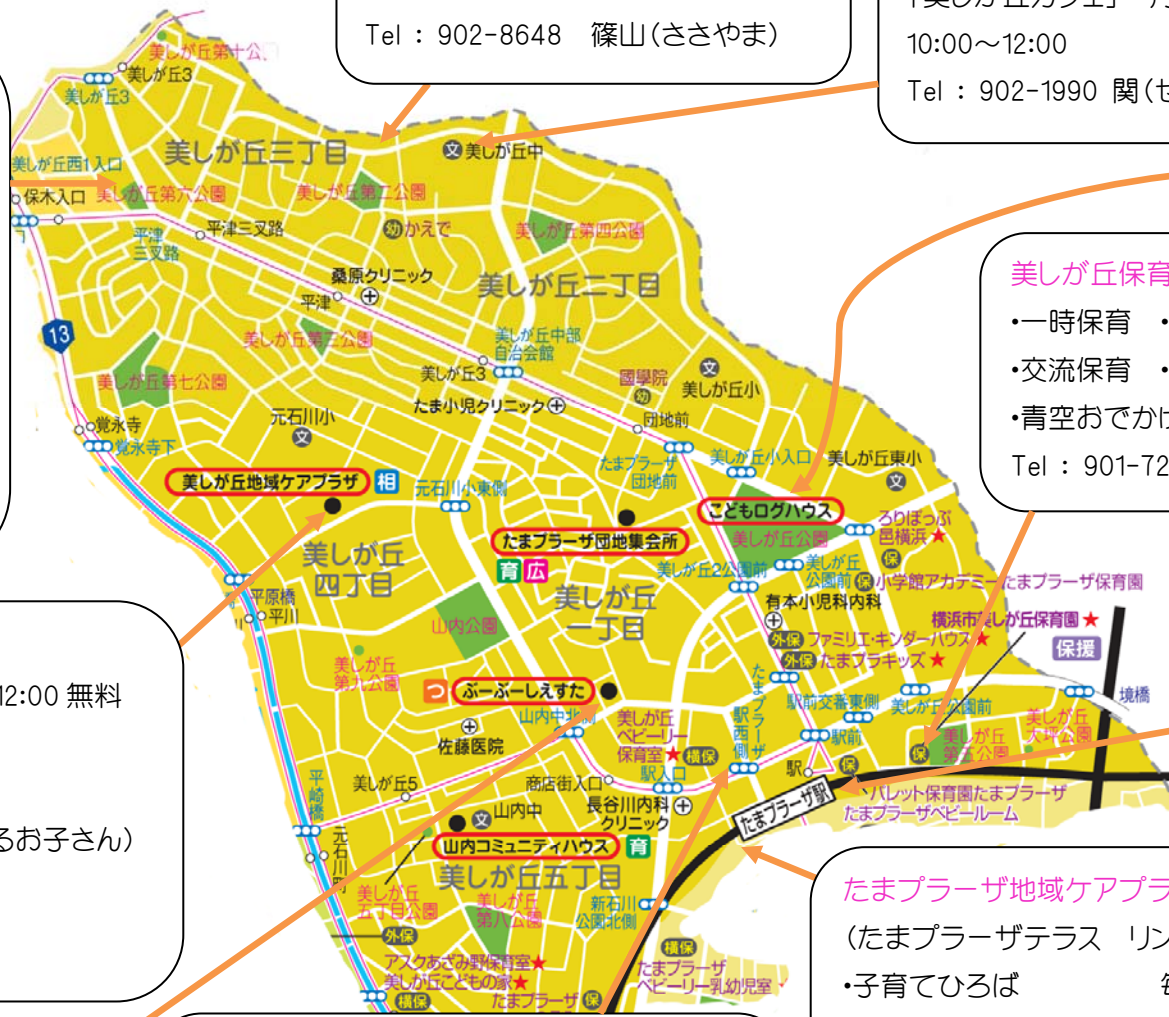 Tel : 902-8648 篠山(ささやま)
10:00~12:00
Tel : 902-1990 関(せ
美しが丘第十公
美しが丘3
美しが丘3
美しが丘西1入口
保木入口
美しが丘第六公園
美しが丘三丁目
文 美しが丘中
美しが丘第二公園
平津三叉路
平津
三叉路
幼 かえで
美しが丘第四公園
桑原クリニック
平津
美しが丘二丁目
13
美しが丘第三公園
美しが丘中部
自治会館
美しが丘3
美しが丘第七公園
たま小児クリニック
國學院
幼
文
美しが丘小
元石川小
文
団地前
覚永寺
覚永寺下
美しが丘保育
・一時保育 ・
・交流保育 ・
・青空おでかけ
Tel : 901-72
美しが丘地域ケアプラザ
相
元石川小東側
たまプラーザ
団地前
美しが丘小入口
美しが丘東小
文
こどもログハウス
美しが丘公園
ろりぽっぷ
邑横浜★
保
たまプラーザ団地集会所
育 広
美しが丘
四丁目
美しが丘2公園前
美しが丘
公園前
保 小学館アカデミーたまプラーザ保育園
美しが丘
一丁目
有本小児科内科
平原橋
平川
山内公園
横浜市美しが丘保育園★
保援
外保 ファミリエ・キンダーハウス★
外保 たまプラキッズ★
美しが丘
第九公園
つ
ぶーぶーしえすた
山内中北側
佐藤医院
美しが丘
ベビーリー
保育室★ 横保
たまプラーザ
駅西側
駅前交番東側
駅前
美しが丘公園前
境橋
美しが丘
第五公園
美しが丘
大坪公園
保
12:00 無料
るお子さん)
平崎橋
美しが丘5
商店街入口
駅入口
駅
保
長谷川内科
クリニック
たまプラーザ駅
パレット保育園たまプラーザ
たまプラーザベビールーム
元石川町
文 山内中
山内コミュニティハウス
育
美しが丘五丁目
美しが丘
五丁目公園
美しが丘
第八公園
新石川
公園北側
外保
アスクあざみ野保育室★
美しが丘こどもの家★
横保
たまプラーザ 保
横保
たまプラーザ
ベビーリー乳幼児室
たまプラーザ地域ケアプラ
(たまプラーザテラス リン
・子育てひろば